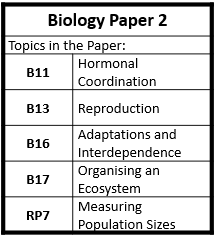 Biology Paper 2
Topics in the Paper:
B11 Hormonal
Coordination
B13 Reproduction
B16 Adaptations and
Interdependence
B17 Organising an
Ecosystem
RP7 Measuring
Population Sizes